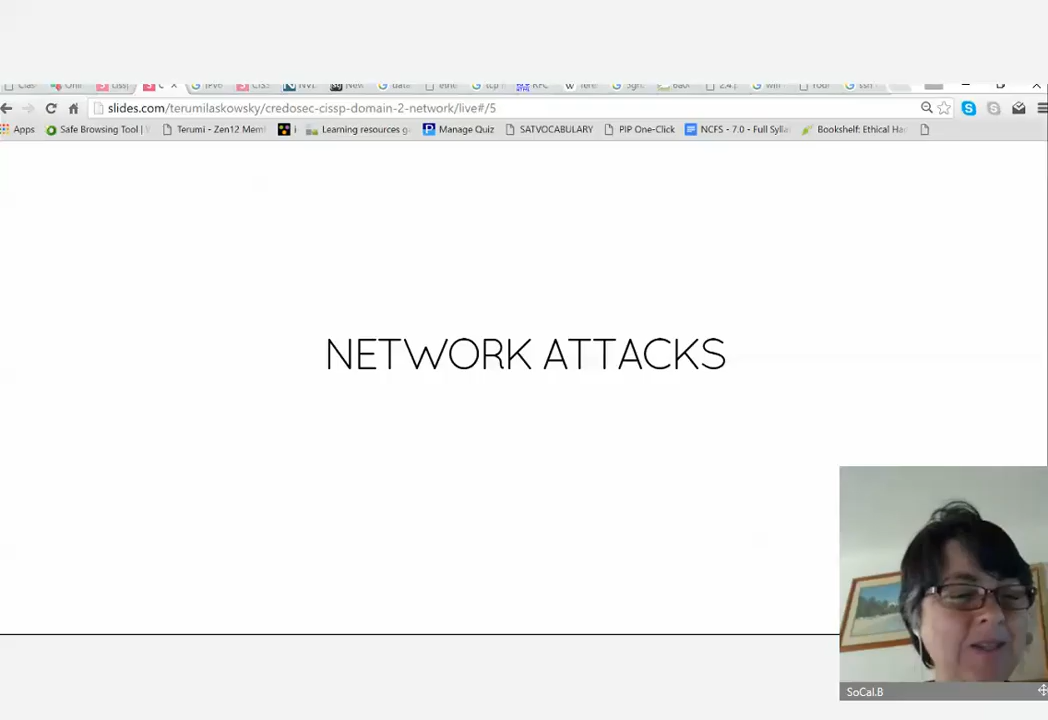 slides.com/terumilaskowsky/credosec-cissp-domain-2-network/live#/5
Apps Safe Browsing Tool | Terumi - Zen12 Mem Learning resources g Manage Quiz SATVOCABULARY PIP One-Click NCFS - 7.0 - Full Sylla Bookshelf: Ethical Ha
NETWORK ATTACKS
SoCal.B